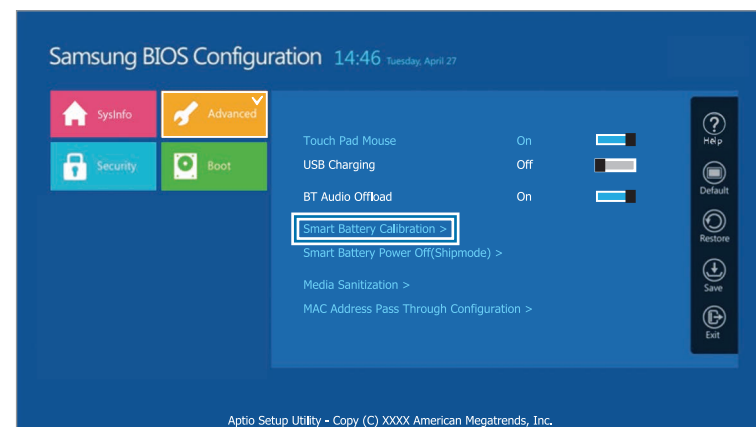 Samsung BIOS Configuration 14:46 Tuesday, April 27
SysInfo
Advanced
Security
Boot
Touch Pad Mouse On
USB Charging Off
BT Audio Offload On
Smart Battery Calibration >
Smart Battery Power Off(Shipmode) >
Media Sanitization >
MAC Address Pass Through Configuration >
Help
Default
Restore
Save
Exit
Aptio Setup Utility - Copy (C) XXXX American Megatrends, Inc.